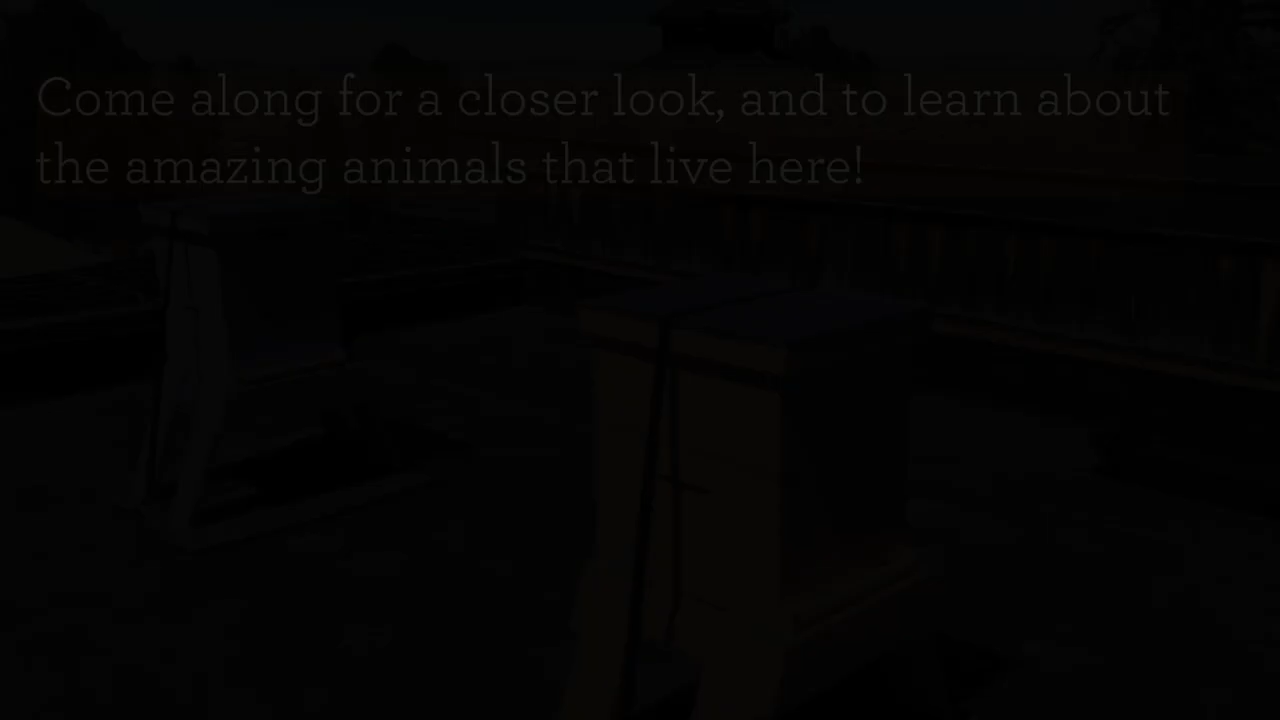 Come along for a closer look, and to learn about
the amazing animals that live here!